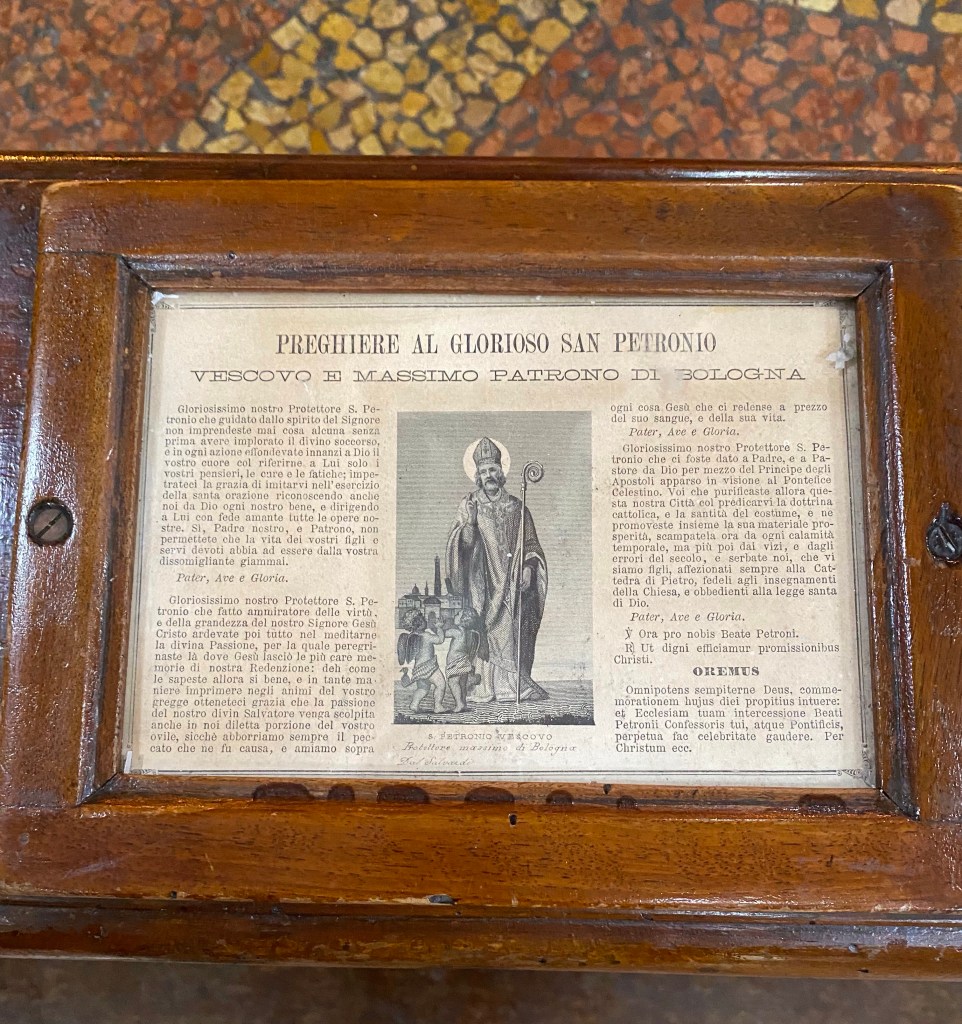 PREGHIERE AL GLORIOSO SAN PETRONIO
VESCOVO E MASSIMO PATRONO DI BOLOGNA
Gloriosissimo nostro Protettore S. Pe-
tronio che guidato dallo spirito del Signore
non imprendeste mai cosa alcuna senza
prima avere implorato il divino soccorso,
e in ogni azione effondevate innanzi a Dio il
vostro cuore col riferirne a Lui solo i
vostri pensieri, le cure e le fatiche; impe-
trateci la grazia di imitarvi nell'esercizio
della santa orazione riconoscendo anche
noi da Dio ogni nostro bene, e dirigendo
a Lui con fede amante tutte le opere no-
stre. Si, Padre nostro, e Patrono, non
permettete che la vita dei vostri figli e
servi devoti abbia ad essere dalla vostra
dissomigliante giammai.
Pater, Ave e Gloria.
Gloriosissimo nostro Protettore S. Pe-
tronio che fatto ammiratore delle virtù,
e della grandezza del nostro Signore Gesù
Cristo ardevate poi tutto nel meditarne
la divina Passione, per la quale peregri-
naste là dove Gesù lasciò le più care me-
morie di nostra Redenzione: deh come
le sapeste allora sì bene, e in tante ma-
niere imprimere negli animi del vostro
gregge otteneteci grazia che la passione
del nostro divin Salvatore venga scolpita
anche in noi diletta porzione del vostro
ovile, sicchè abborriamo sempre il pec-
cato che ne fu causa, e amiamo sopra
S. PETRONIO VESCOVO
Protettore massimo di Bologna
ogni cosa Gesù che ci redense a prezzo
del suo sangue, e della sua vita.
Pater, Ave e Gloria.
Gloriosissimo nostro Protettore S. Pe-
tronio che ci foste dato a Padre, e a Pa-
store da Dio per mezzo del Principe degli
Apostoli apparso in visione al Pontefice
Celestino. Voi che purificaste allora que-
sta nostra Città col predicarvi la dottrina
cattolica, e la santità del costume, e ne
promoveste insieme la sua materiale pro-
sperità, scampatela ora da ogni calamità
temporale, ma più poi dai vizi, e dagli
errori del secolo, e serbate noi, che vi
siamo figli, affezionati sempre alla Cat-
tedra di Pietro, fedeli agli insegnamenti
della Chiesa, e obbedienti alla legge santa
di Dio.
Pater, Ave e Gloria.
℣ Ora pro nobis Beate Petroni.
℟ Ut digni efficiamur promissionibus
Christi.
OREMUS
Omnipotens sempiterne Deus, comme-
morationem hujus diei propitius intuere:
et Ecclesiam tuam intercessione Beati
Petronii Confessoris tui, atque Pontificis,
perpetua fac celebritate gaudere. Per
Christum ecc.